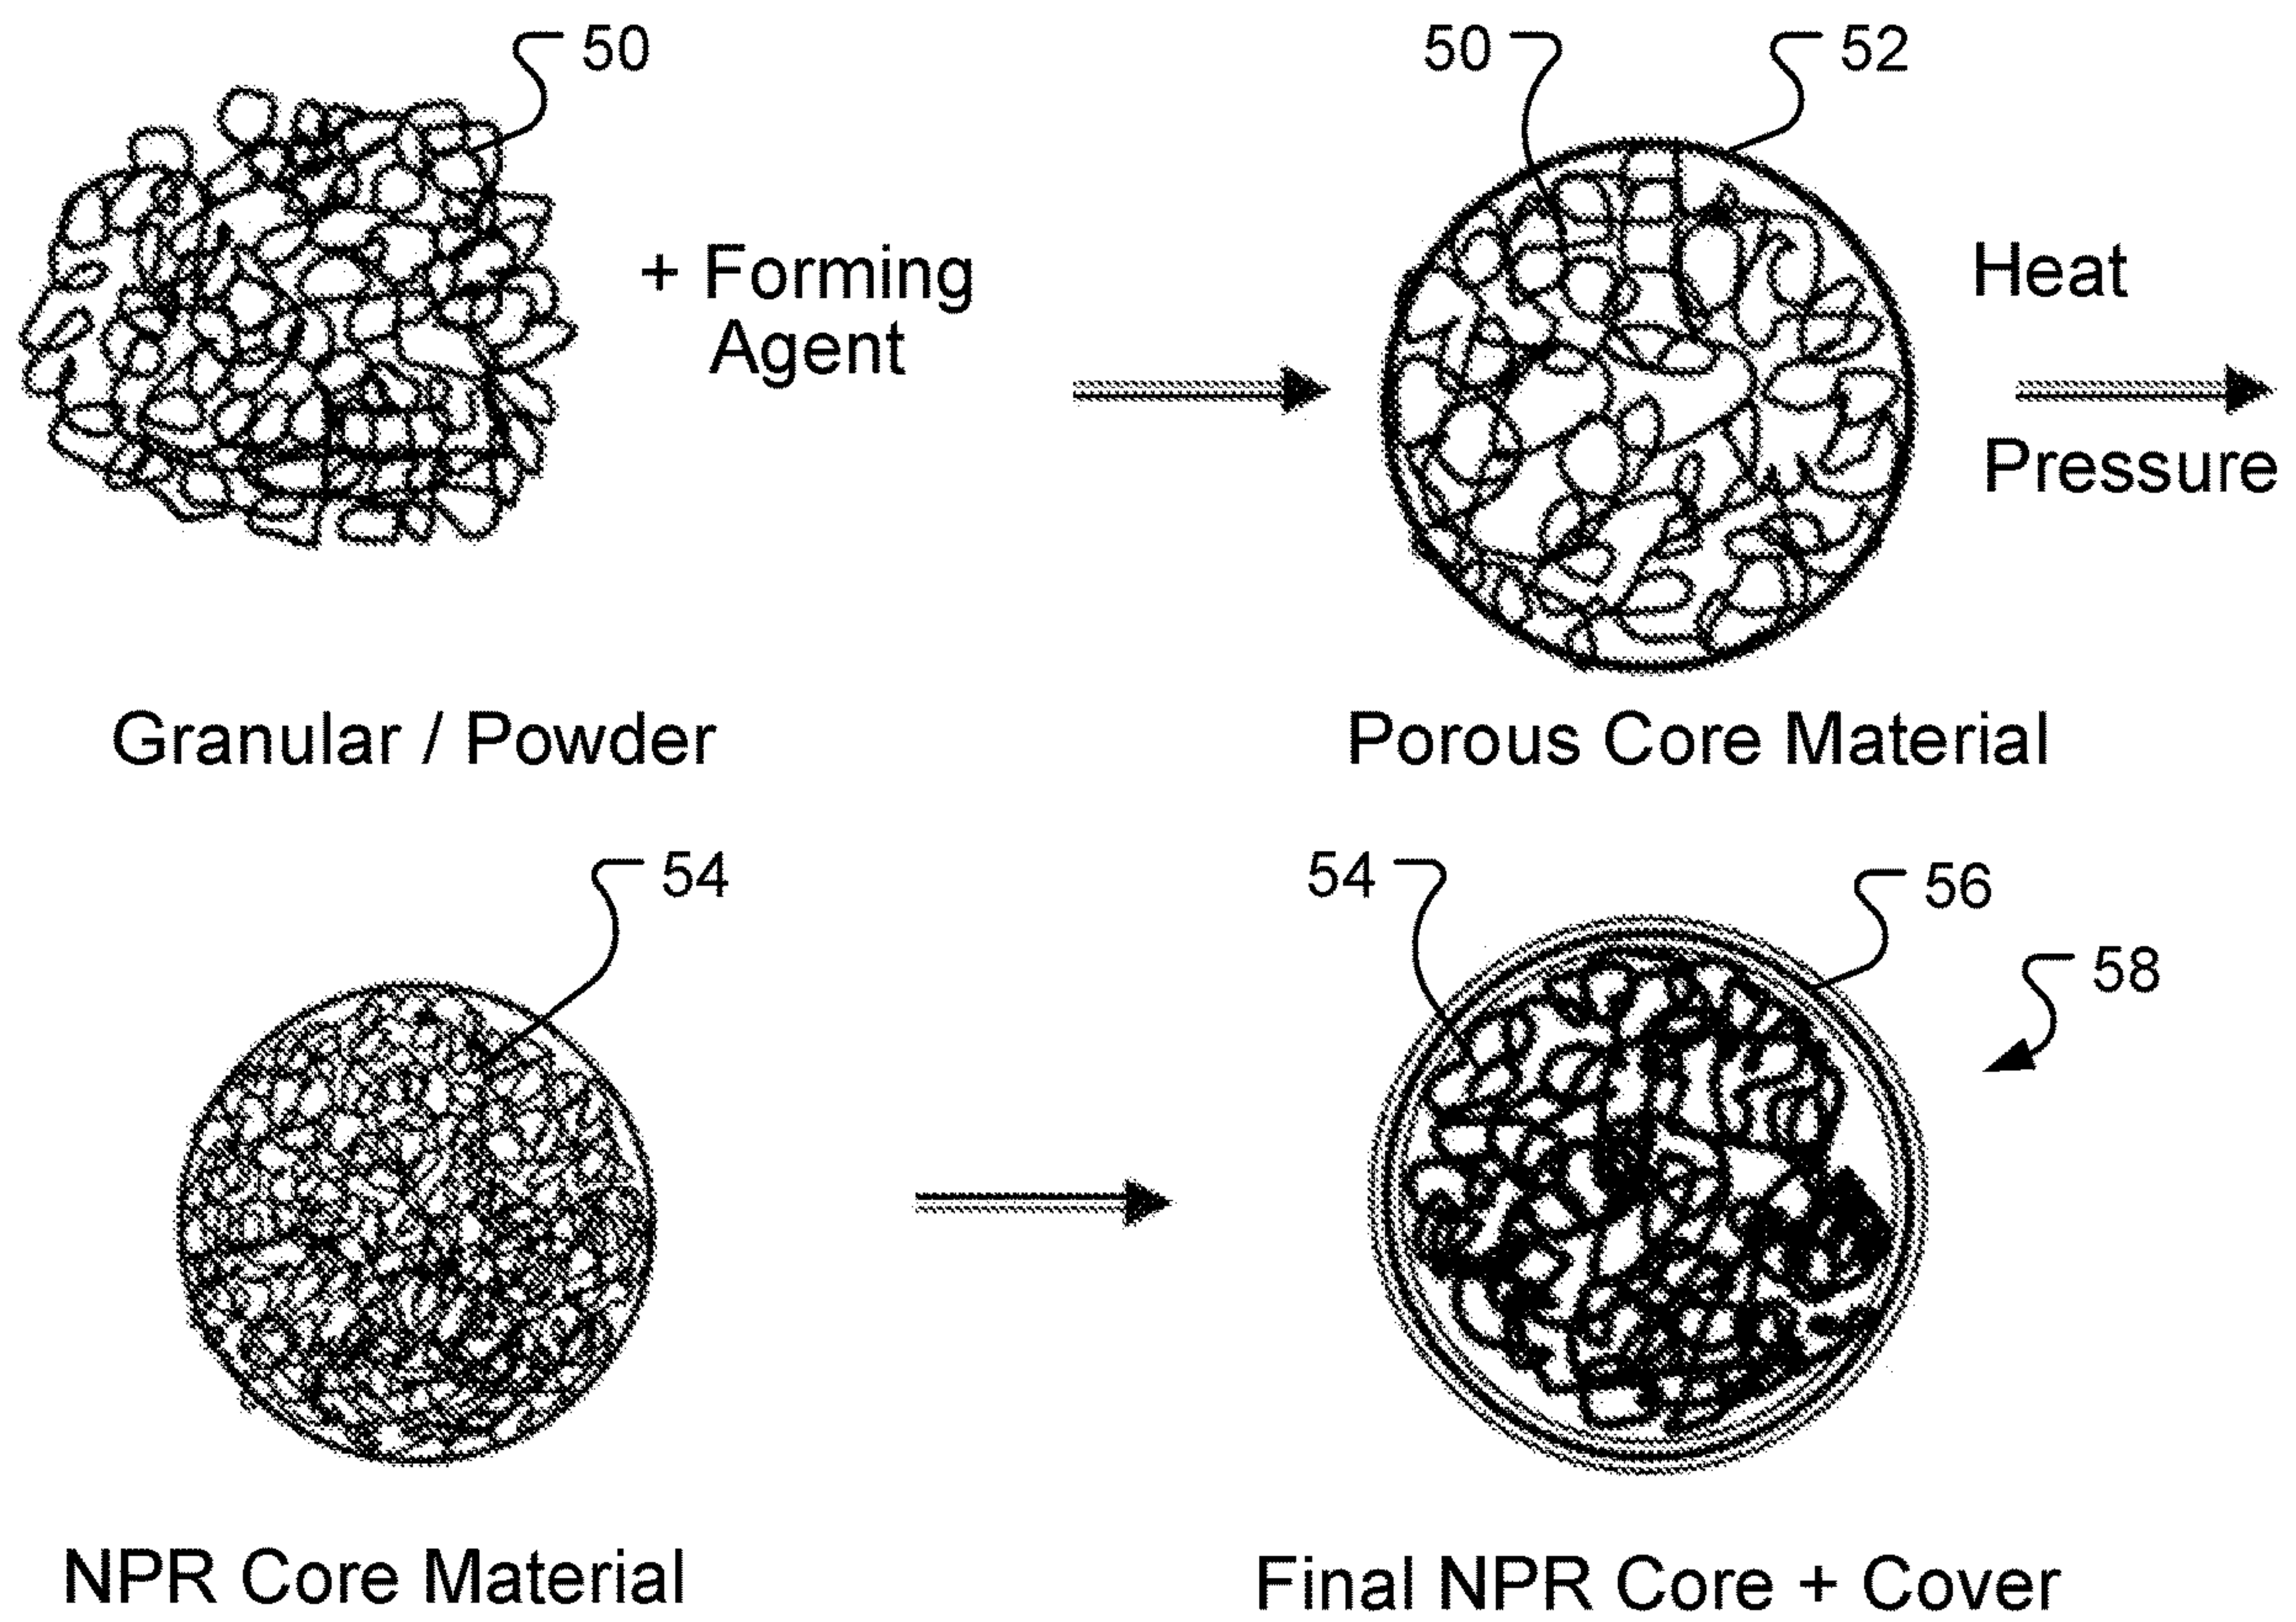 50
50
52
+ Forming
Agent
Heat
Pressure
Granular / Powder
Porous Core Material
54
54
56
58
NPR Core Material
Final NPR Core + Cover